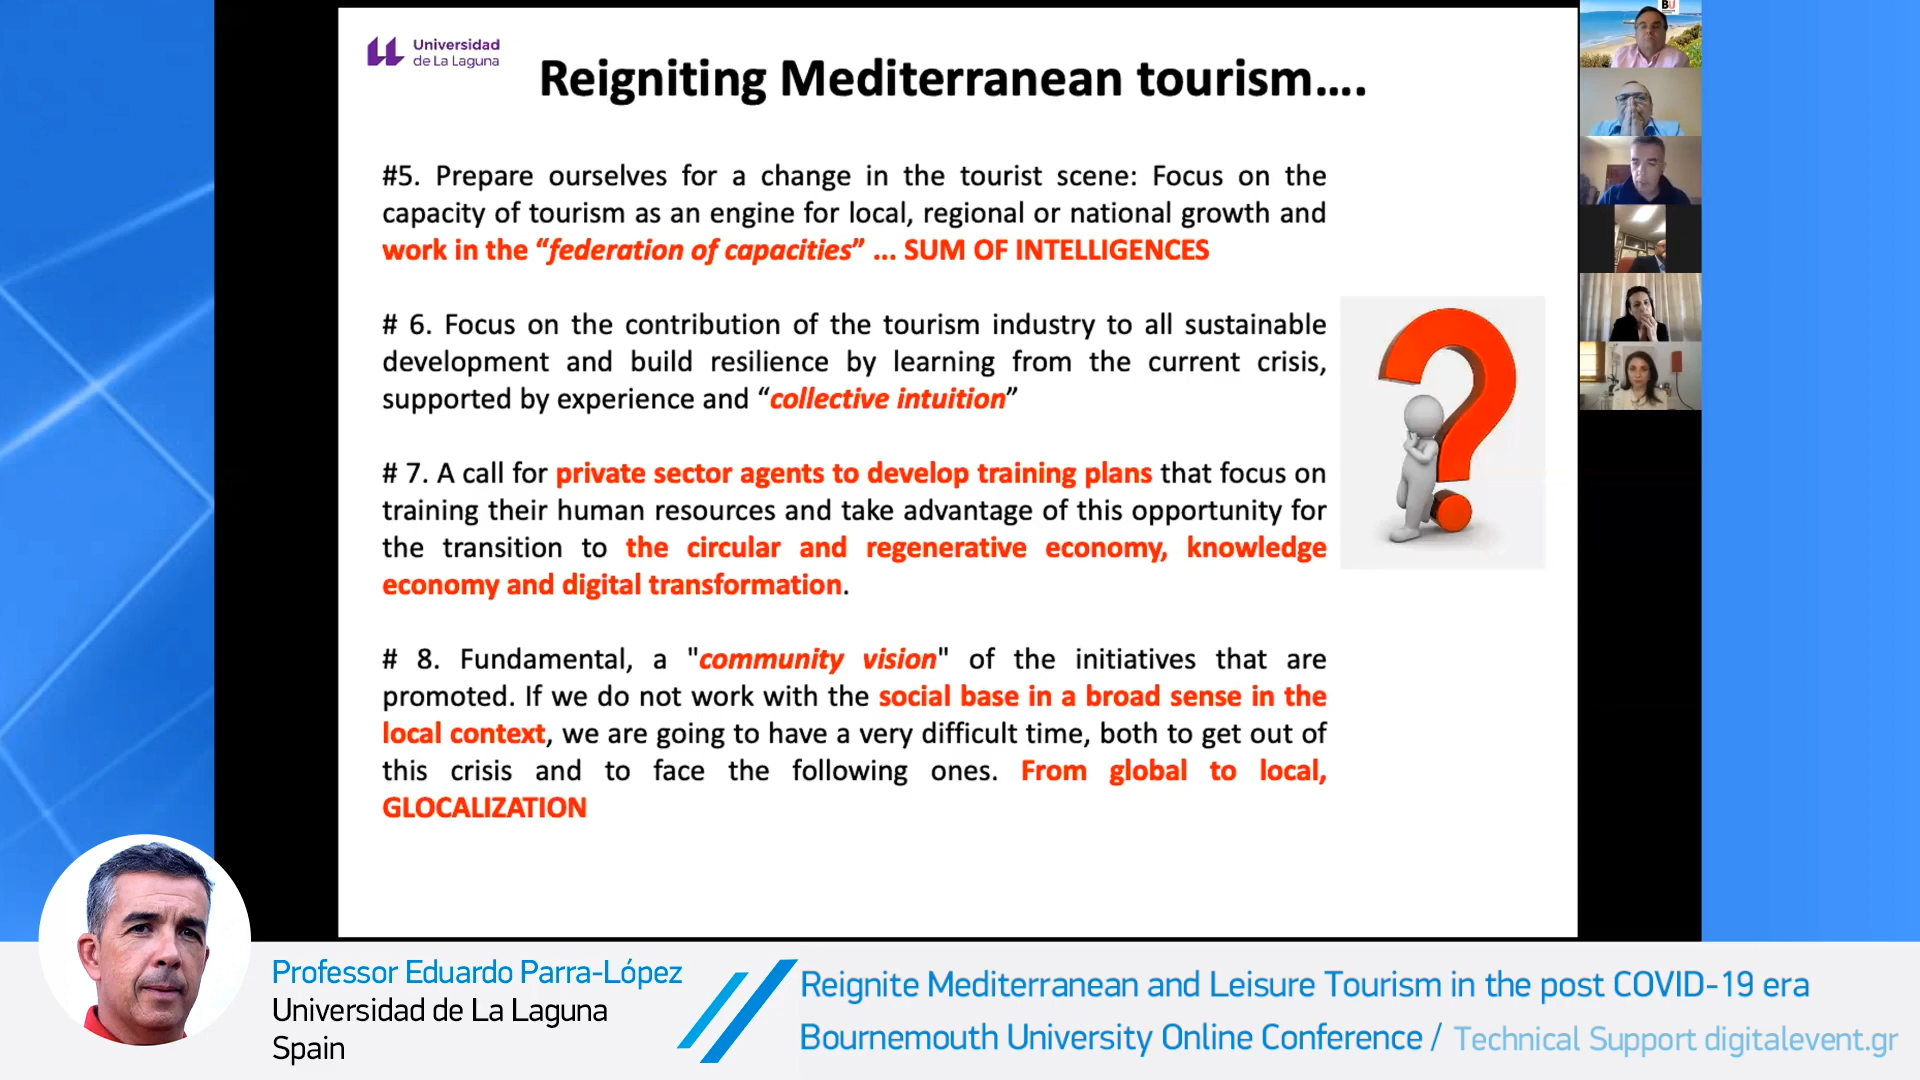 Universidad
de La Laguna
Reigniting Mediterranean tourism....
#5. Prepare ourselves for a change in the tourist scene: Focus on the
capacity of tourism as an engine for local, regional or national growth and
work in the “federation of capacities” ... SUM OF INTELLIGENCES
# 6. Focus on the contribution of the tourism industry to all sustainable
development and build resilience by learning from the current crisis,
supported by experience and “collective intuition”
# 7. A call for private sector agents to develop training plans that focus on
training their human resources and take advantage of this opportunity for
the transition to the circular and regenerative economy, knowledge
economy and digital transformation.
# 8. Fundamental, a "community vision" of the initiatives that are
promoted. If we do not work with the social base in a broad sense in the
local context, we are going to have a very difficult time, both to get out of
this crisis and to face the following ones. From global to local,
GLOCALIZATION
BU
Professor Eduardo Parra-López
Universidad de La Laguna
Spain
Reignite Mediterranean and Leisure Tourism in the post COVID-19 era
Bournemouth University Online Conference / Technical Support digitalevent.gr